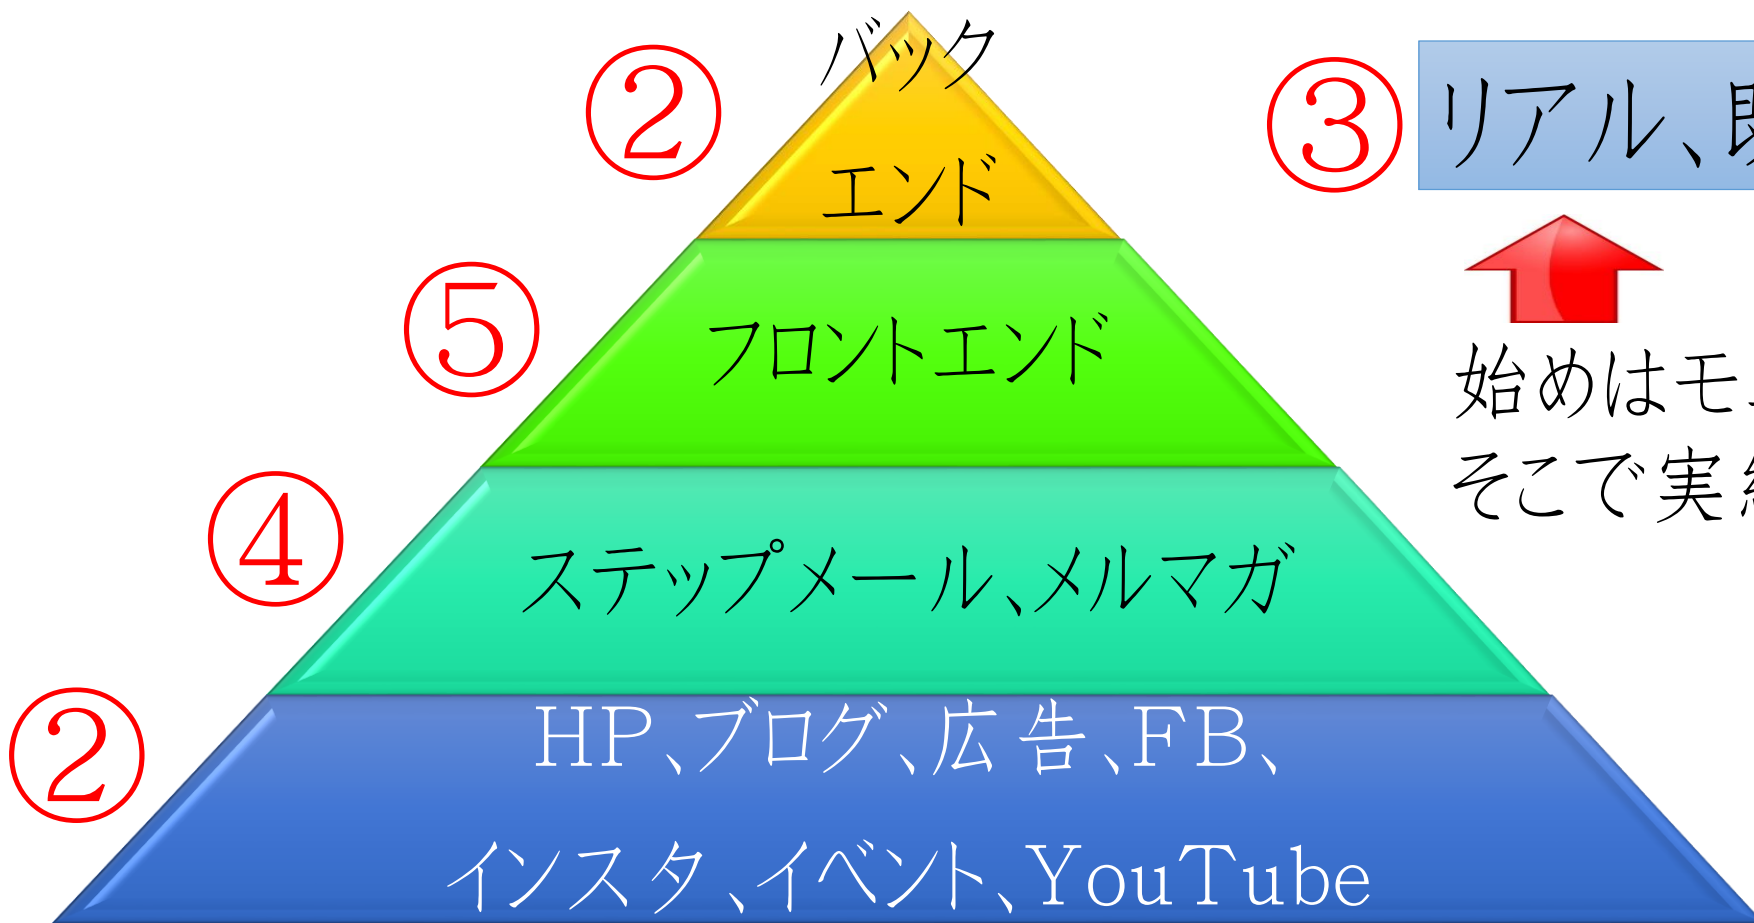 バック
②
エンド
③
リアル、既
⑤
フロントエンド
始めはモ
そこで実績
④
ステップメール、メルマガ
②
HP、ブログ、広告、FB、
インスタ、イベント、YouTube